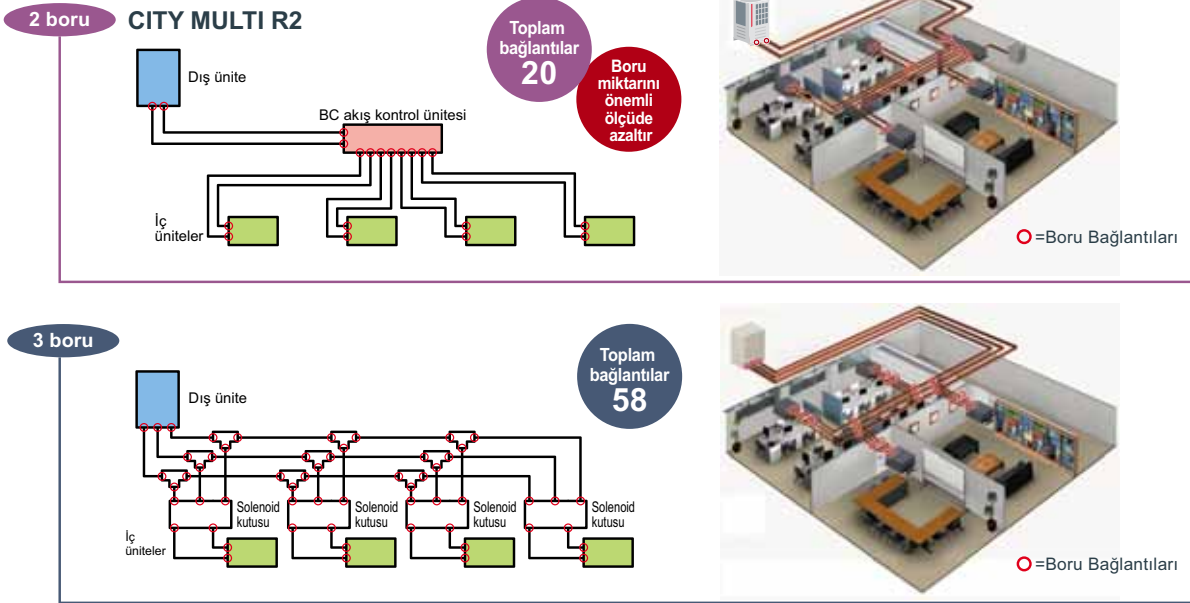 2 boru
CITY MULTI R2
Toplam
bağlantılar
20
Boru
miktarını
önemli
ölçüde
azaltır
Dış ünite
BC akış kontrol ünitesi
İç
üniteler
=Boru Bağlantıları
3 boru
Toplam
bağlantılar
58
Dış ünite
Solenoid
kutusu
Solenoid
kutusu
Solenoid
kutusu
Solenoid
kutusu
İç
üniteler
=Boru Bağlantıları